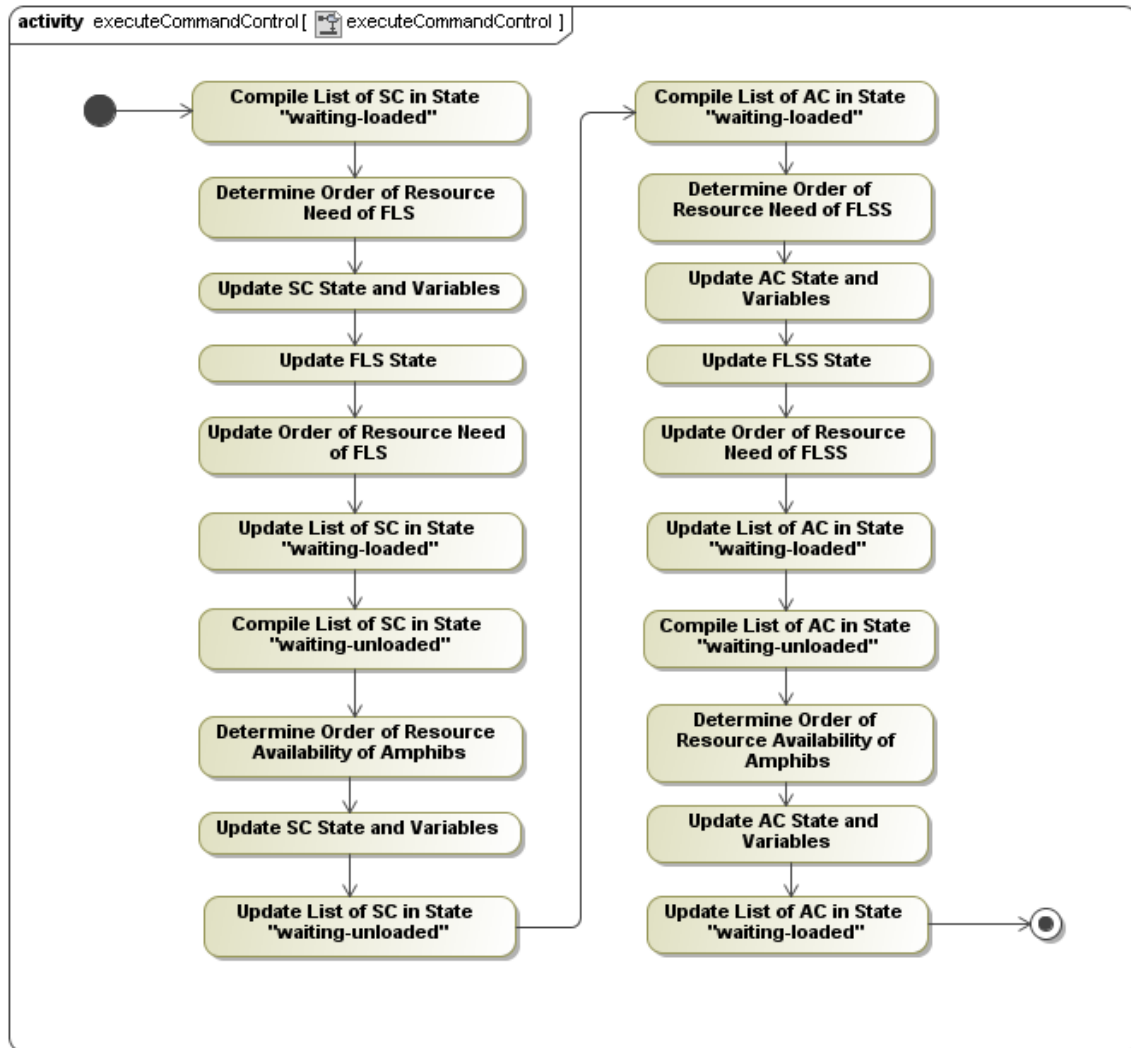 activity executeCommandControl [ executeCommandControl ]
Compile List of SC in State
"waiting-loaded"
Determine Order of Resource
Need of FLS
Update SC State and Variables
Update FLS State
Update Order of Resource Need
of FLS
Update List of SC in State
"waiting-loaded"
Compile List of SC in State
"waiting-unloaded"
Determine Order of Resource
Availability of Amphibs
Update SC State and Variables
Update List of SC in State
"waiting-unloaded"
Compile List of AC in State
"waiting-loaded"
Determine Order of
Resource Need of FLSS
Update AC State and
Variables
Update FLSS State
Update Order of Resource
Need of FLSS
Update List of AC in State
"waiting-loaded"
Compile List of AC in State
"waiting-unloaded"
Determine Order of
Resource Availability of
Amphibs
Update AC State and
Variables
Update List of AC in State
"waiting-loaded"